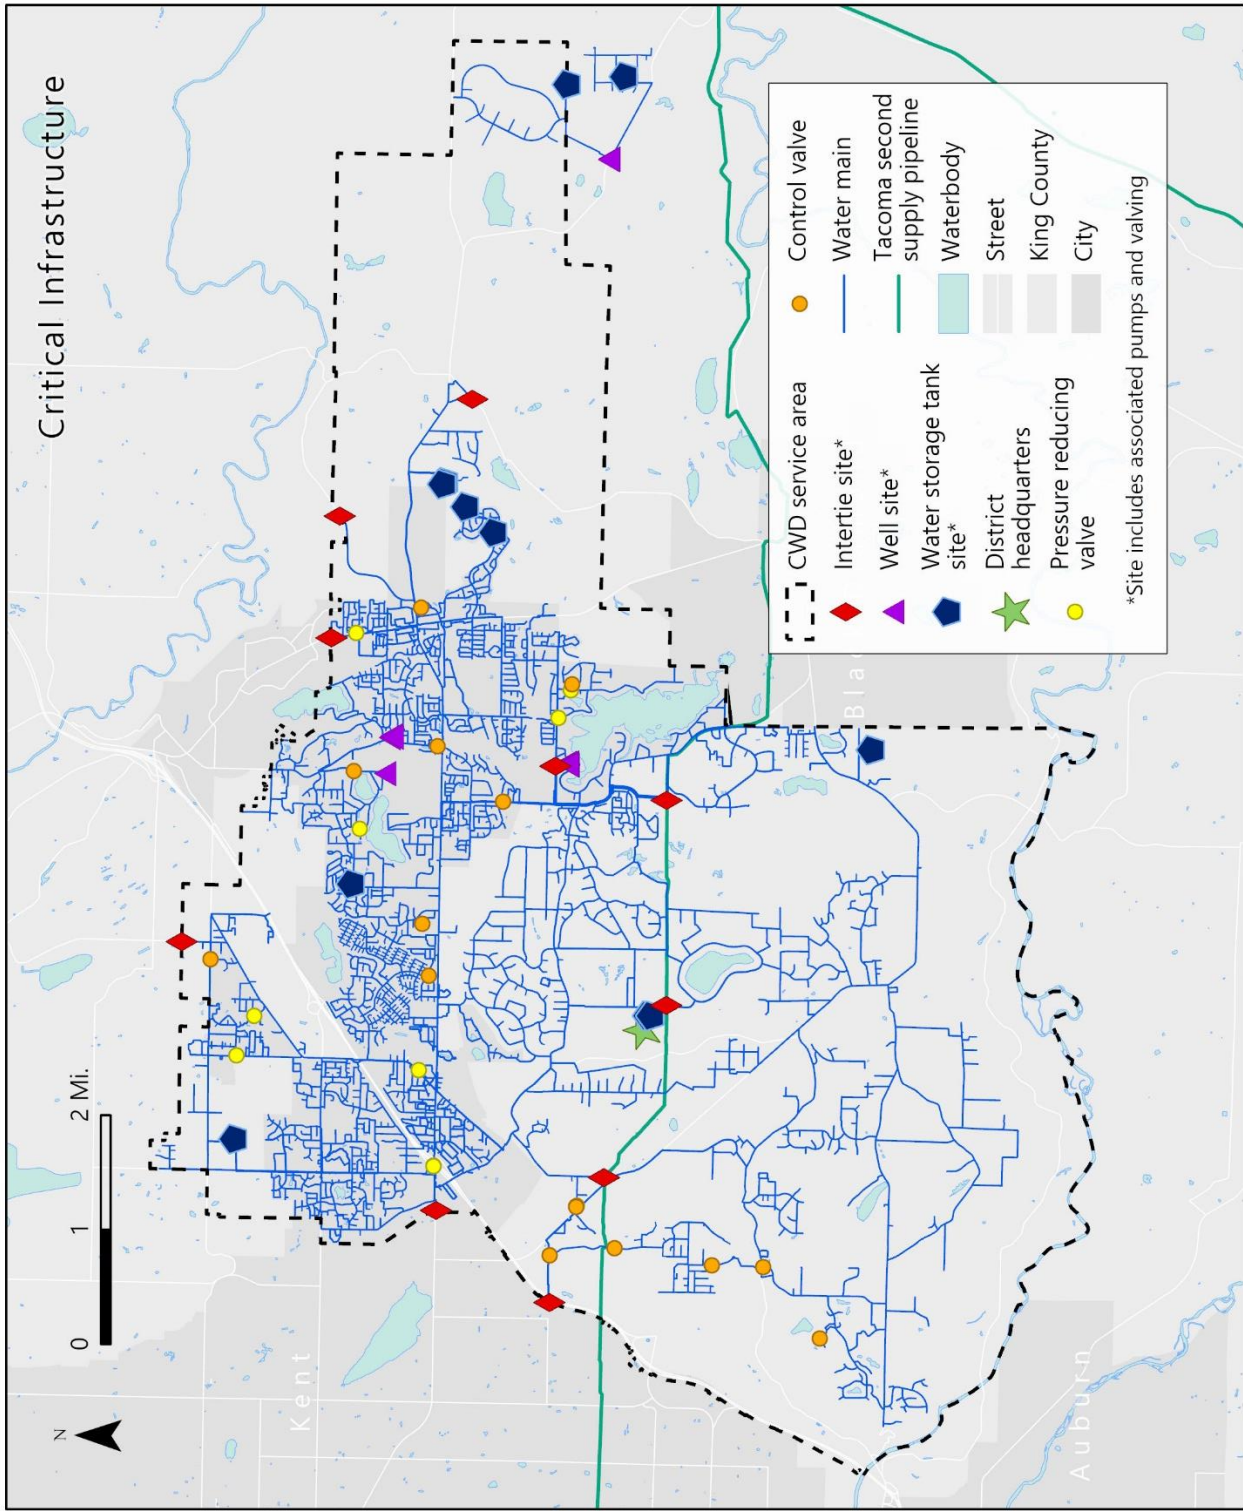 Critical Infrastructure
N
0 1 2 Mi.
Kent
Auburn
Blac
CWD service area
Intertie site*
Well site*
Water storage tank
site*
District
headquarters
Pressure reducing
valve
Control valve
Water main
Tacoma second
supply pipeline
Waterbody
Street
King County
City
*Site includes associated pumps and valving